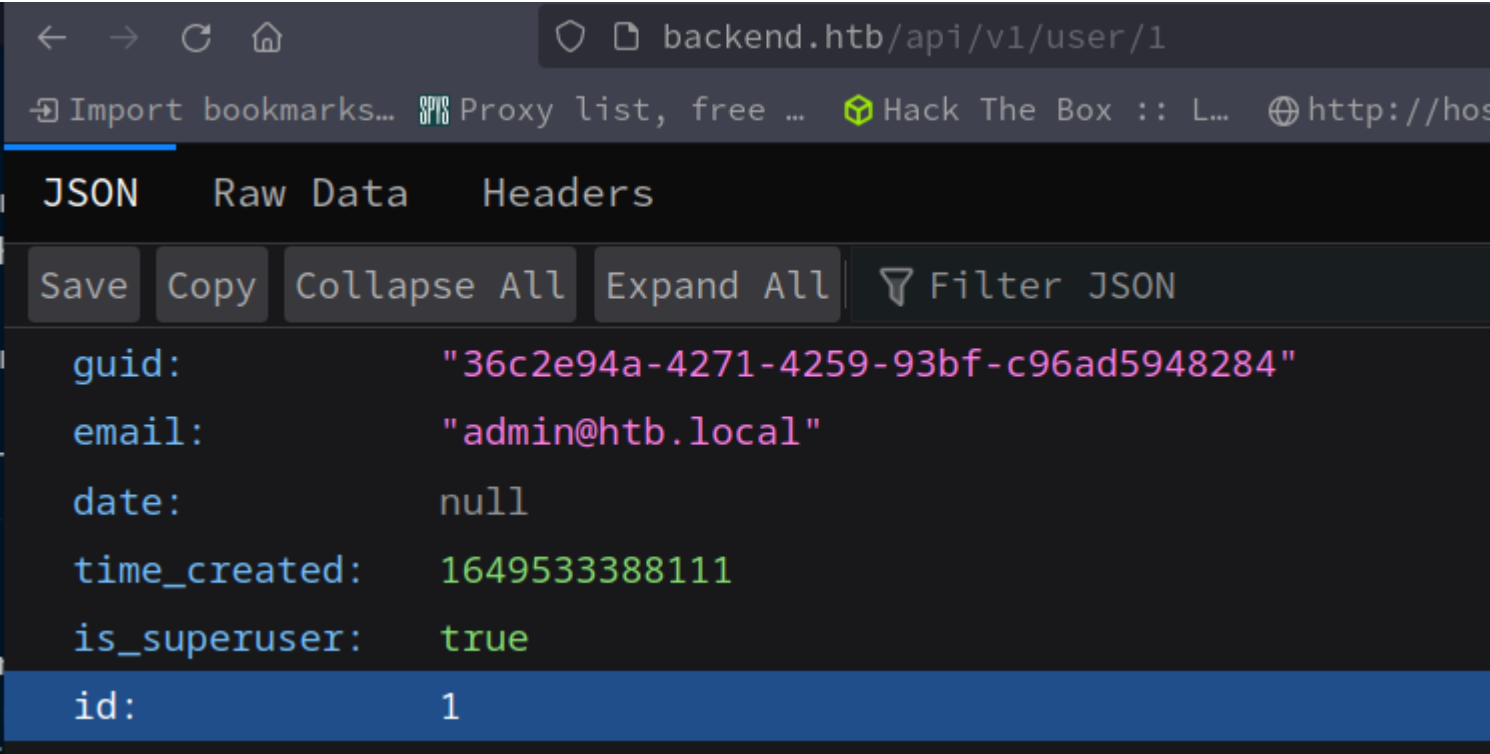 backend.htb/api/v1/user/1
Import bookmarks… SPYS Proxy list, free … Hack The Box :: L… http://hos
JSON Raw Data Headers
Save Copy Collapse All Expand All Filter JSON
guid: "36c2e94a-4271-4259-93bf-c96ad5948284"
email: "admin@htb.local"
date: null
time_created: 1649533388111
is_superuser: true
id: 1